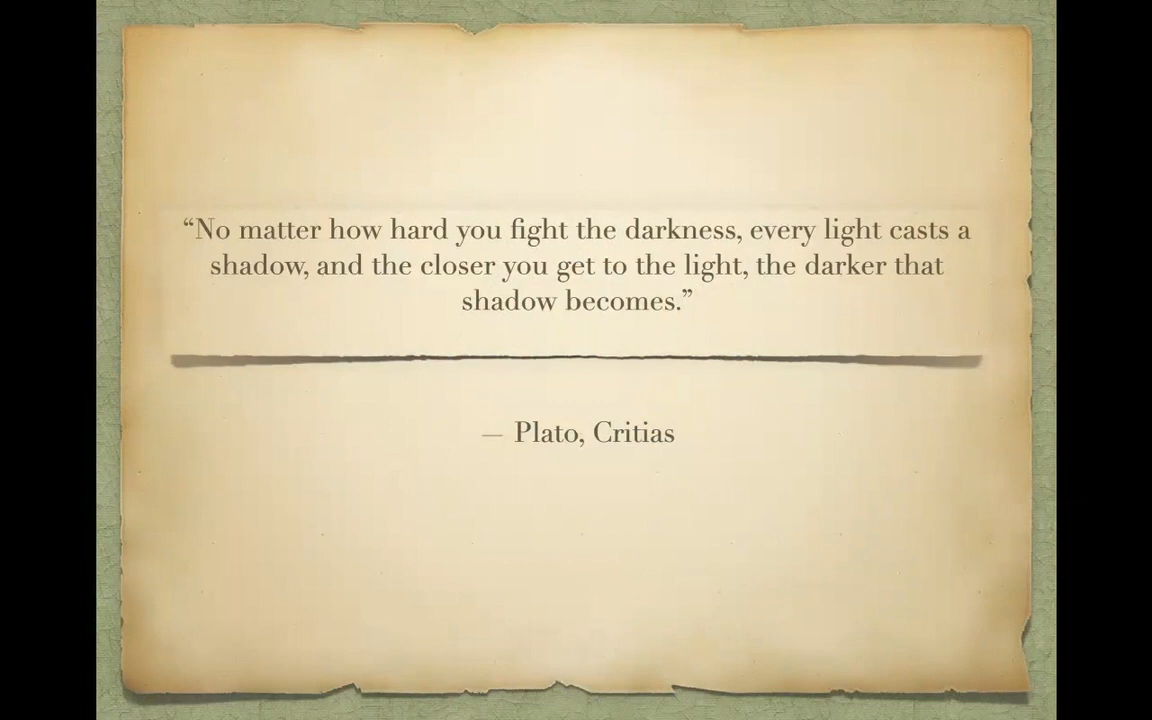 “No matter how hard you fight the darkness, every light casts a
shadow, and the closer you get to the light, the darker that
shadow becomes.”
— Plato, Critias